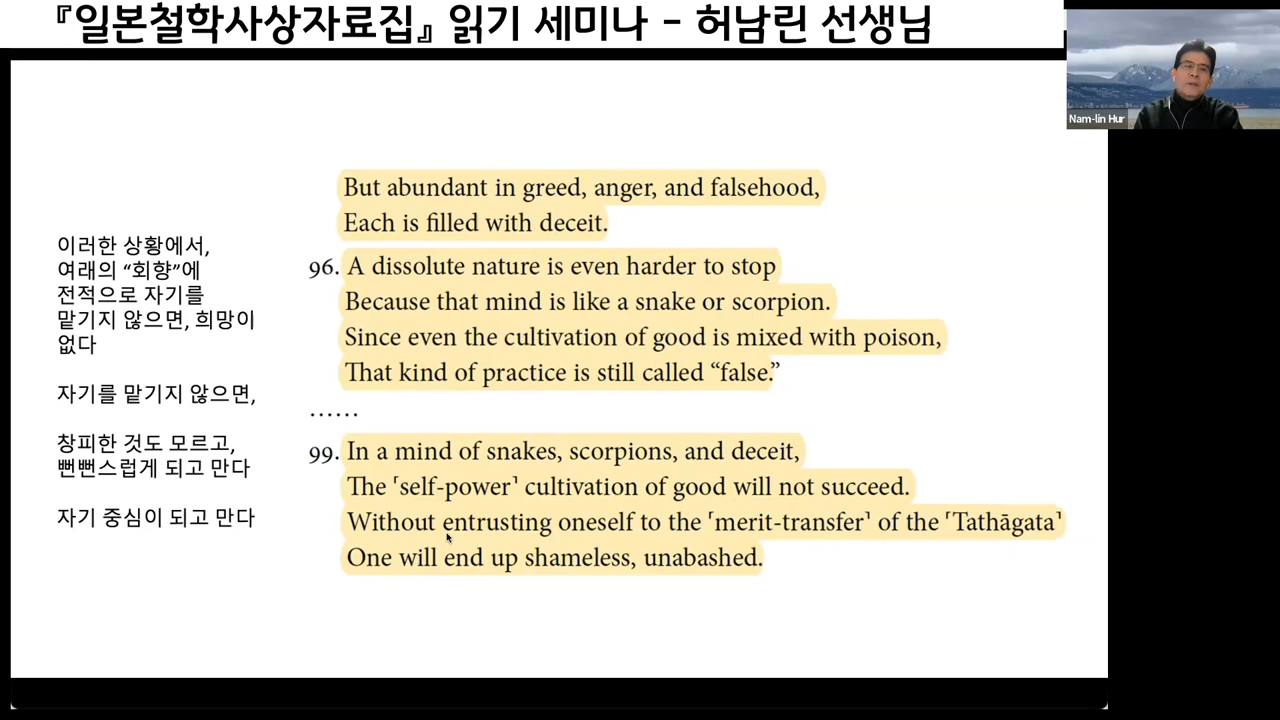 『일본철학사상자료집』 읽기 세미나 - 허남린 선생님
Nam-lin Hur
이러한 상황에서,
여래의 “회향”에
전적으로 자기를
맡기지 않으면, 희망이
없다
자기를 맡기지 않으면,
창피한 것도 모르고,
뻔뻔스럽게 되고 만다
자기 중심이 되고 만다
But abundant in greed, anger, and falsehood,
Each is filled with deceit.
96. A dissolute nature is even harder to stop
Because that mind is like a snake or scorpion.
Since even the cultivation of good is mixed with poison,
That kind of practice is still called “false.”
......
99. In a mind of snakes, scorpions, and deceit,
The ⸢self-power⸣ cultivation of good will not succeed.
Without entrusting oneself to the ⸢merit-transfer⸣ of the ⸢Tathāgata⸣
One will end up shameless, unabashed.